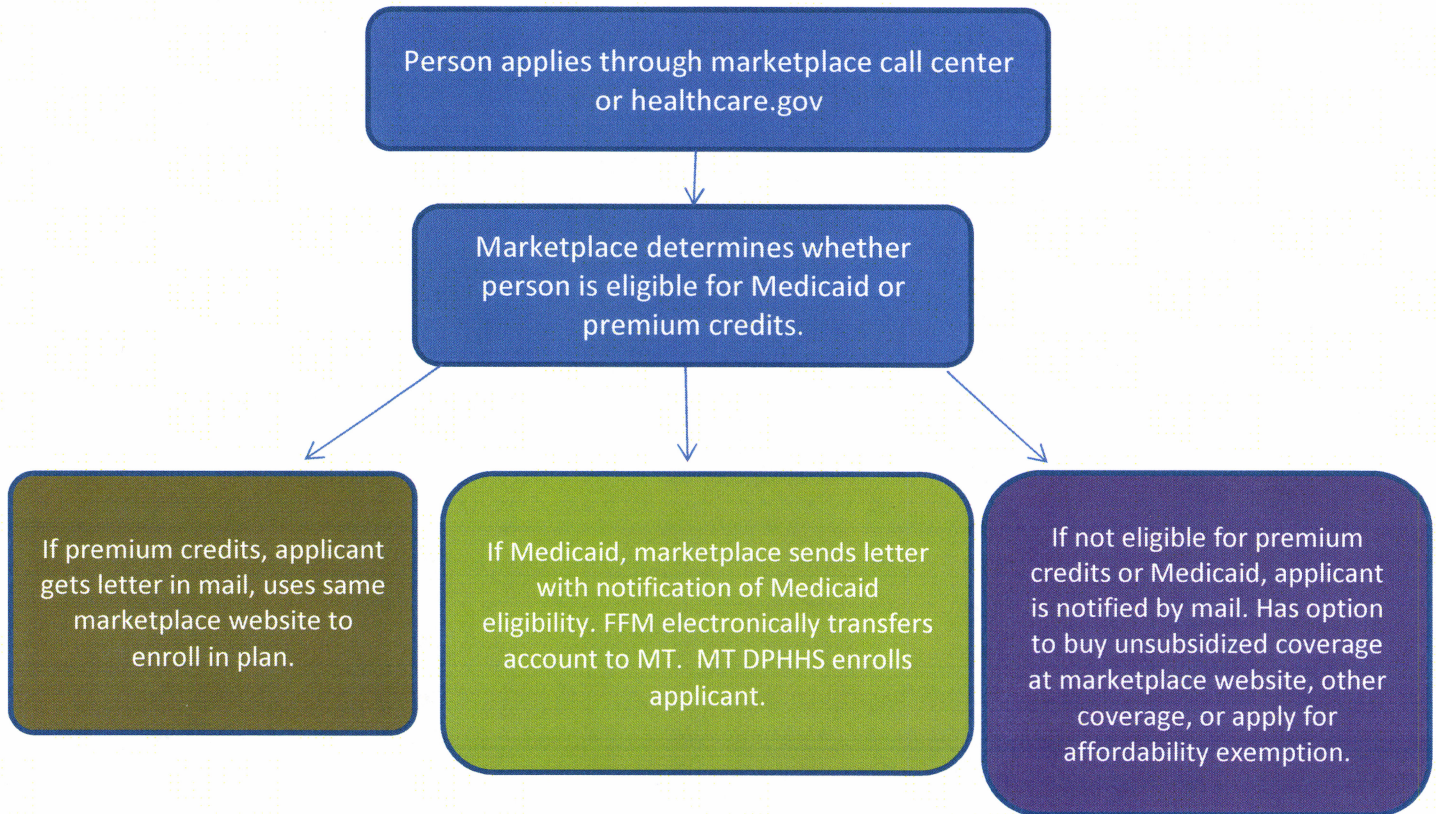 Person applies through marketplace call center
or healthcare.gov
Marketplace determines whether
person is eligible for Medicaid or
premium credits.
If premium credits, applicant
gets letter in mail, uses same
marketplace website to
enroll in plan.
If Medicaid, marketplace sends letter
with notification of Medicaid
eligibility. FFM electronically transfers
account to MT.  MT DPHHS enrolls
applicant.
If not eligible for premium
credits or Medicaid, applicant
is notified by mail. Has option
to buy unsubsidized coverage
at marketplace website, other
coverage, or apply for
affordability exemption.